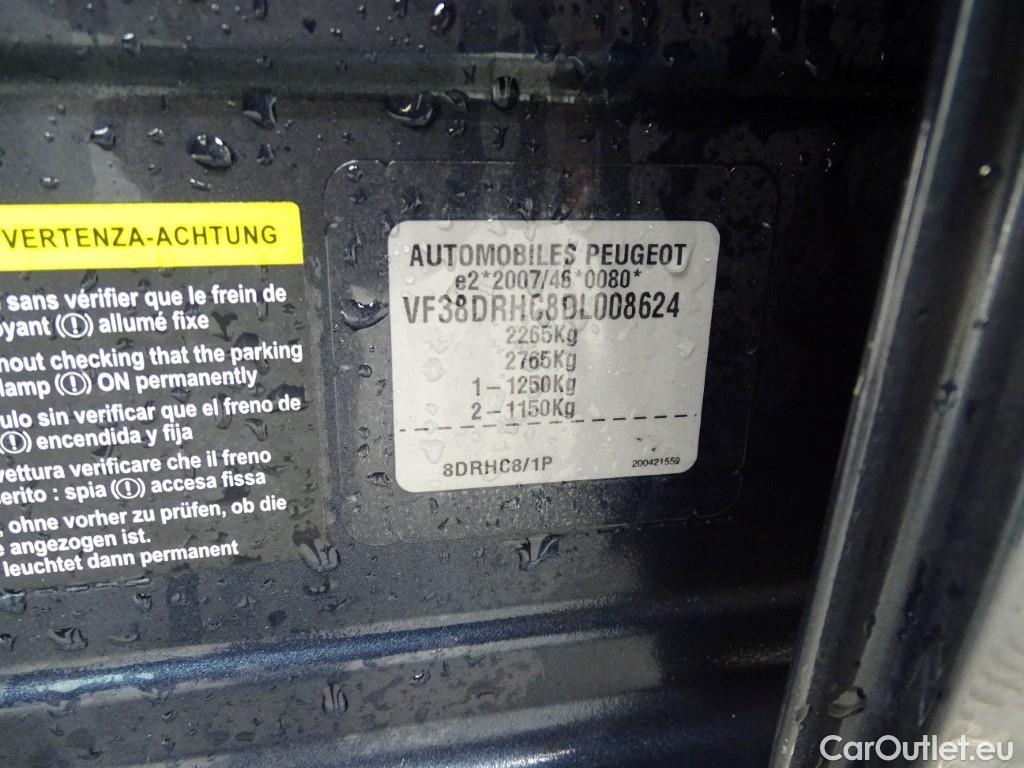 VERTENZA-ACHTUNG
sans vérifier que le frein de
oyant (!) allumé fixe
hout checking that the parking
lamp (!) ON permanently
ulo sin verificar que el freno de
(!) encendida y fija
vettura verificare che il freno
serito : spia (!) accesa fissa
, ohne vorher zu prüfen, ob die
e angezogen ist.
leuchtet dann permanent
AUTOMOBILES PEUGEOT
e2*2007/46*0080*
VF38DRHC8DL008624
2265Kg
2765Kg
1-1250Kg
2-1150Kg
8DRHC8/1P
200421559
CarOutlet.eu